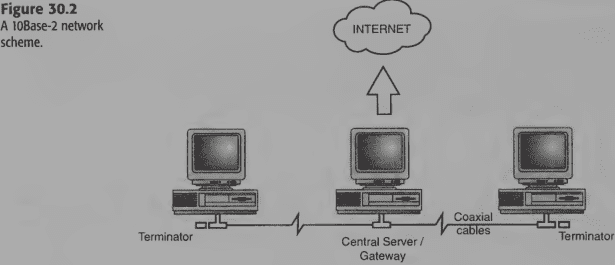 Figure 30.2
A 10Base-2 network
scheme.
INTERNET
Coaxial
cables
Terminator
Central Server /
Gateway
Terminator